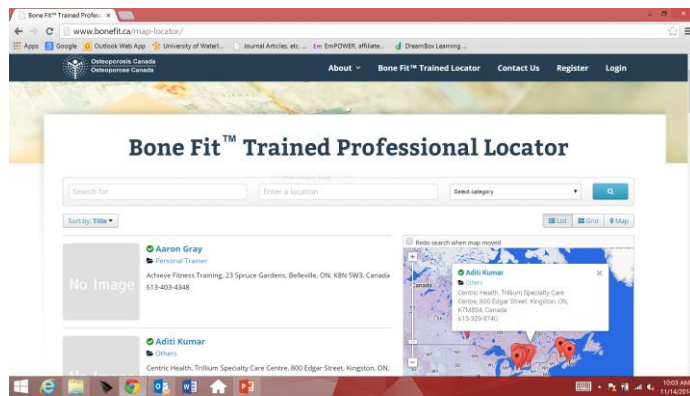 Bone Fit™ Trained Profes
www.bonefit.ca/map-locator/
Apps Google Outlook Web App University of Waterl... Journal Articles, etc. ... EmPOWER, affiliate... DreamBox Learning ...
Osteoporosis Canada
Ostéoporose Canada
About Bone Fit™ Trained Locator Contact Us Register Login
Bone Fit™ Trained Professional Locator
Search for Enter a location Select category
Sort by: Title List Grid Map
No Image
Aaron Gray
Personal Trainer
Achieve Fitness Training, 23 Spruce Gardens, Belleville, ON, K8N 5W3, Canada
613-403-4348
Aditi Kumar
Others
Centric Health, Trillium Specialty Care Centre, 800 Edgar Street, Kingston, ON,
Redo search when map moved
Canada
Aditi Kumar
Others
Centric Health, Trillium Specialty Care
Centre, 800 Edgar Street, Kingston, ON,
K7M8S4, Canada
613-329-8740
10:03 AM